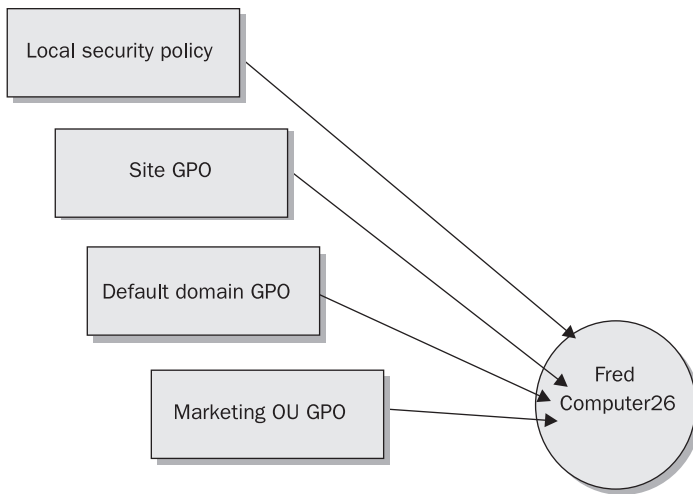 Local security policy
Site GPO
Default domain GPO
Marketing OU GPO
Fred
Computer26